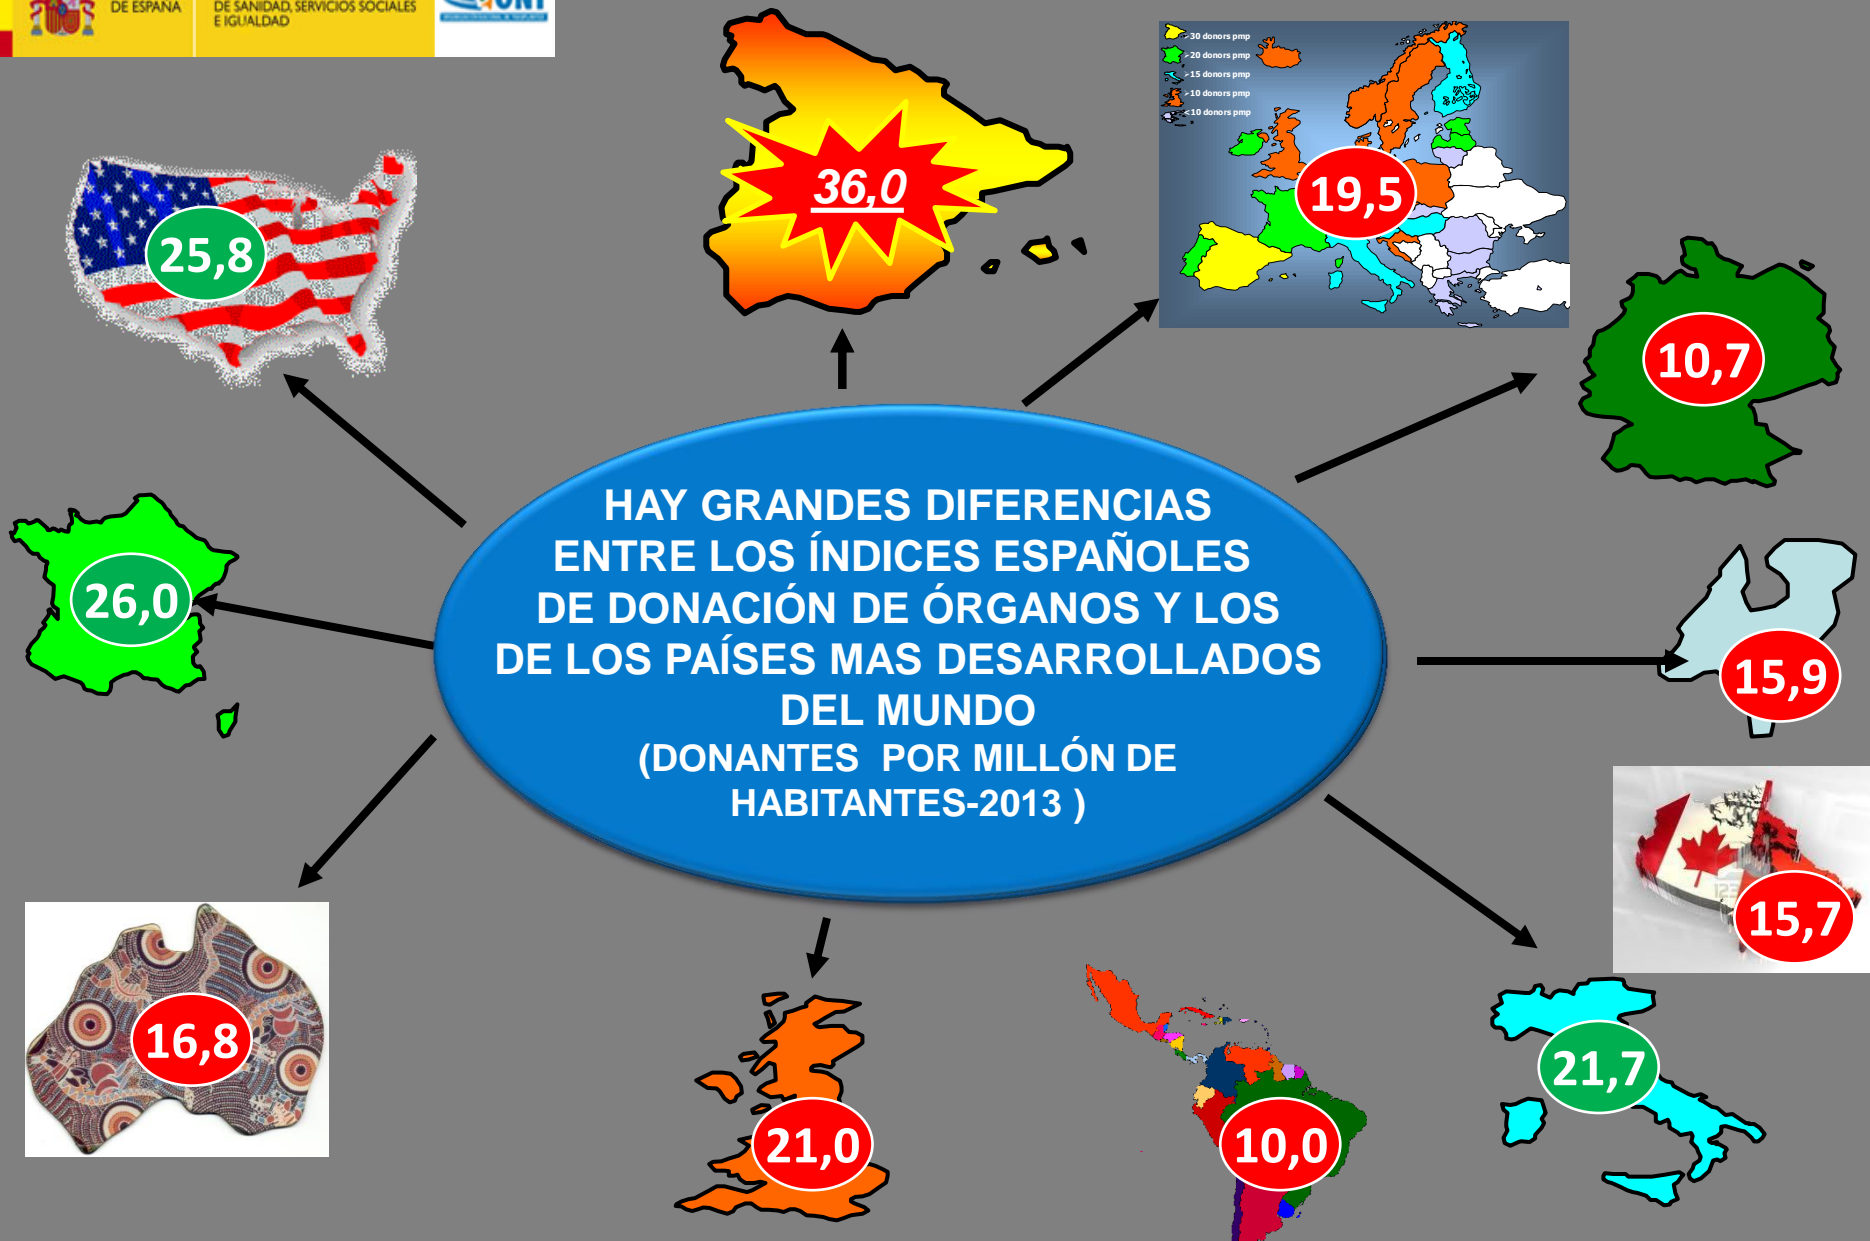 DE ESPAÑA
DE SANIDAD, SERVICIOS SOCIALES
E IGUALDAD
36,0
>30 donors pmp
>20 donors pmp
>15 donors pmp
>10 donors pmp
<10 donors pmp
19,5
25,8
10,7
26,0
HAY GRANDES DIFERENCIAS
ENTRE LOS ÍNDICES ESPAÑOLES
DE DONACIÓN DE ÓRGANOS Y LOS
DE LOS PAÍSES MAS DESARROLLADOS
DEL MUNDO
(DONANTES POR MILLÓN DE
HABITANTES-2013 )
15,9
15,7
16,8
21,0
10,0
21,7